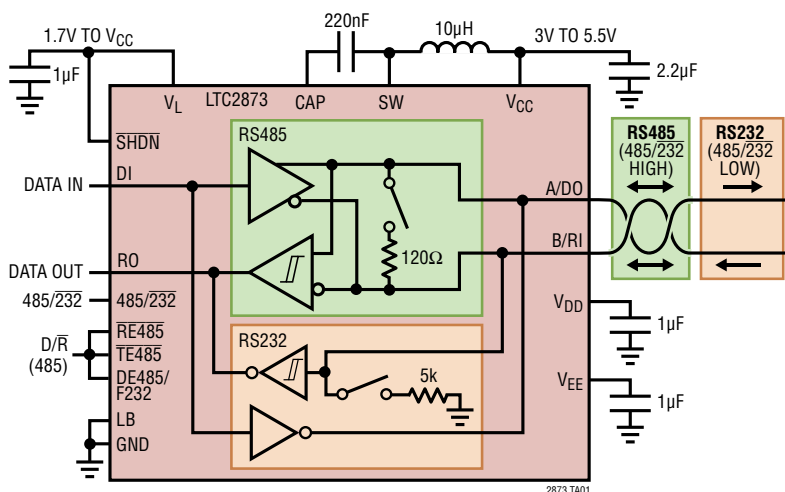 220nF
10µH
1.7V TO VCC
3V TO 5.5V
1µF
2.2µF
VL
LTC2873
CAP
SW
VCC
SHDN
RS485
RS485
(485/232
HIGH)
RS232
(485/232
LOW)
DI
DATA IN
A/DO
B/RI
120Ω
RO
DATA OUT
485/232
485/232
VDD
1µF
RE485
D/R
(485)
TE485
DE485/
F232
RS232
5k
VEE
1µF
LB
GND
2873 TA01